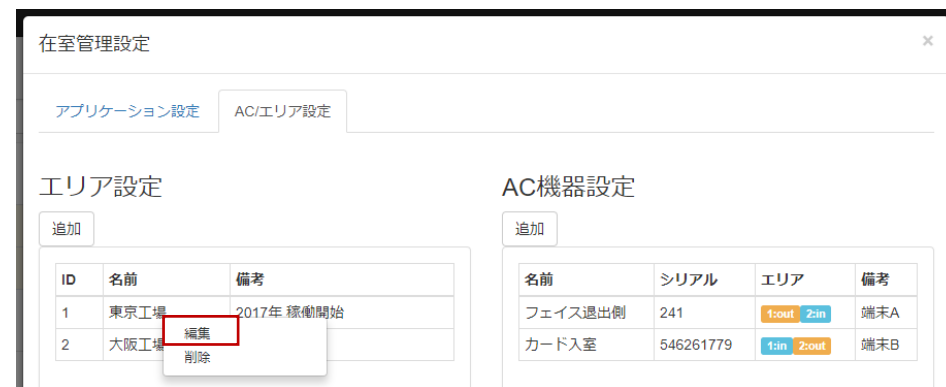 在室管理設定 ×
アプリケーション設定 AC/エリア設定
エリア設定
追加
ID 名前 備考
1 東京工場 2017年 稼働開始
2 大阪工場
編集
削除
AC機器設定
追加
名前 シリアル エリア 備考
フェイス退出側 241 1:out 2:in 端末A
カード入室 546261779 1:in 2:out 端末B